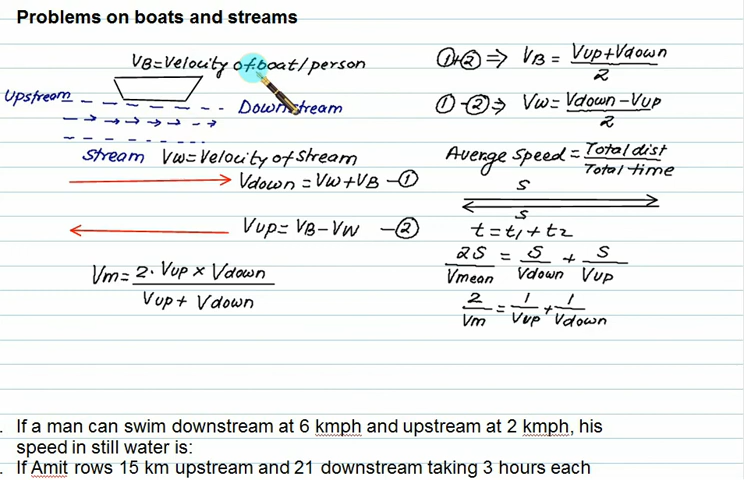 Problems on boats and streams
VB=Velocity of boat/person
Upstream
Downstream
Stream VW=Velocity of stream
Vdown = VW+VB —①
Vup= VB-VW —②
Vm= 2. Vup x Vdown
Vup+ Vdown
①+② ⇒ VB = Vup+Vdown
2
①-②⇒ VW= Vdown-Vup
2
Averge speed = Total dist
Total time
S
S
t=t1+t2
2S = S + S
Vmean Vdown Vup
2 = 1 + 1
Vm Vup Vdown
. If a man can swim downstream at 6 kmph and upstream at 2 kmph, his
speed in still water is:
. If Amit rows 15 km upstream and 21 downstream taking 3 hours each